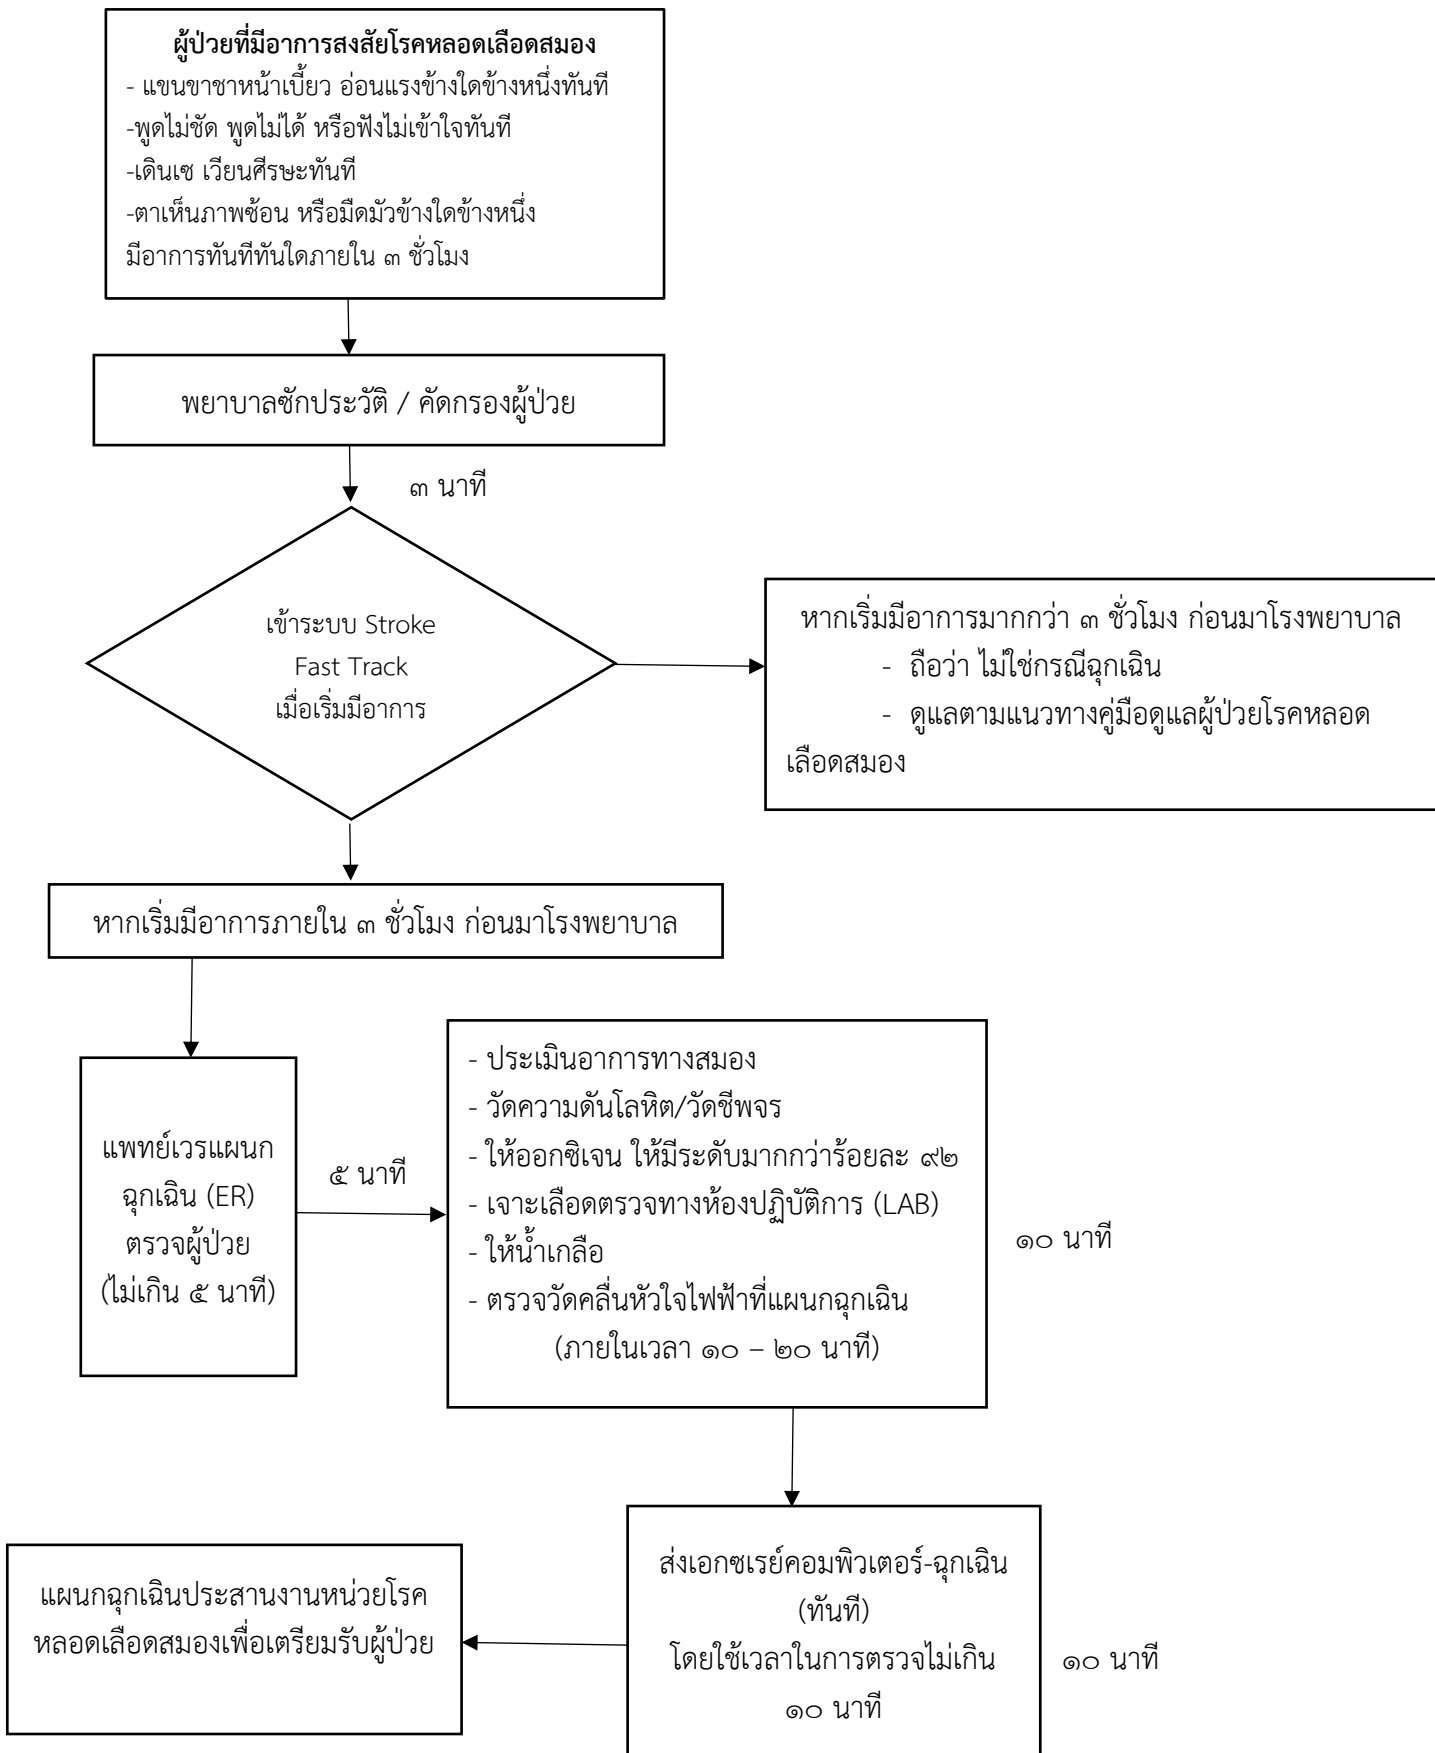 ผู้ป่วยที่มีอาการสงสัยโรคหลอดเลือดสมอง
- แขนขาชาหน้าเบี้ยว อ่อนแรงข้างใดข้างหนึ่งทันที
-พูดไม่ชัด พูดไม่ได้ หรือฟังไม่เข้าใจทันที
-เดินเซ เวียนศีรษะทันที
-ตาเห็นภาพซ้อน หรือมืดมัวข้างใดข้างหนึ่ง
มีอาการทันทีทันใดภายใน ๓ ชั่วโมง
พยาบาลซักประวัติ / คัดกรองผู้ป่วย
๓ นาที
เข้าระบบ Stroke
Fast Track
เมื่อเริ่มมีอาการ
หากเริ่มมีอาการมากกว่า ๓ ชั่วโมง ก่อนมาโรงพยาบาล
- ถือว่า ไม่ใช่กรณีฉุกเฉิน
- ดูแลตามแนวทางคู่มือดูแลผู้ป่วยโรคหลอด
เลือดสมอง
หากเริ่มมีอาการภายใน ๓ ชั่วโมง ก่อนมาโรงพยาบาล
แพทย์เวรแผนก
ฉุกเฉิน (ER)
ตรวจผู้ป่วย
(ไม่เกิน ๕ นาที)
๕ นาที
- ประเมินอาการทางสมอง
- วัดความดันโลหิต/วัดชีพจร
- ให้ออกซิเจน ให้มีระดับมากกว่าร้อยละ ๙๒
- เจาะเลือดตรวจทางห้องปฏิบัติการ (LAB)
- ให้น้ำเกลือ
- ตรวจวัดคลื่นหัวใจไฟฟ้าที่แผนกฉุกเฉิน
(ภายในเวลา ๑๐ – ๒๐ นาที)
๑๐ นาที
ส่งเอกซเรย์คอมพิวเตอร์-ฉุกเฉิน
(ทันที)
โดยใช้เวลาในการตรวจไม่เกิน
๑๐ นาที
๑๐ นาที
แผนกฉุกเฉินประสานงานหน่วยโรค
หลอดเลือดสมองเพื่อเตรียมรับผู้ป่วย